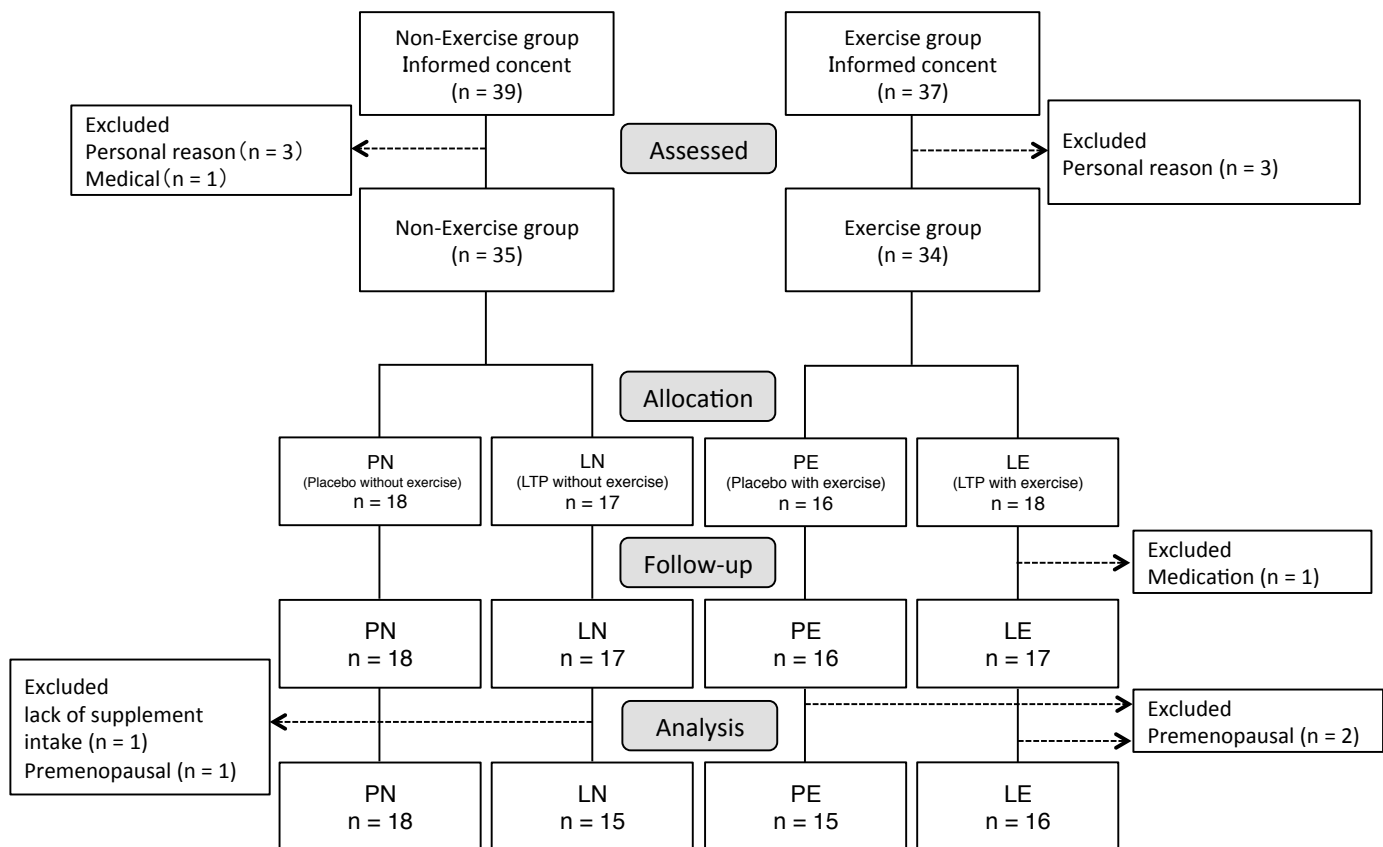 Non-Exercise group
Informed concent
(n = 39)
Exercise group
Informed concent
(n = 37)
Excluded
Personal reason（n = 3）
Medical（n = 1）
Assessed
Excluded
Personal reason (n = 3)
Non-Exercise group
(n = 35)
Exercise group
(n = 34)
Allocation
PN
(Placebo without exercise)
n = 18
LN
(LTP without exercise)
n = 17
PE
(Placebo with exercise)
n = 16
LE
(LTP with exercise)
n = 18
Follow-up
Excluded
Medication (n = 1)
PN
n = 18
LN
n = 17
PE
n = 16
LE
n = 17
Excluded
lack of supplement
intake (n = 1)
Premenopausal (n = 1)
Analysis
Excluded
Premenopausal (n = 2)
PN
n = 18
LN
n = 15
PE
n = 15
LE
n = 16